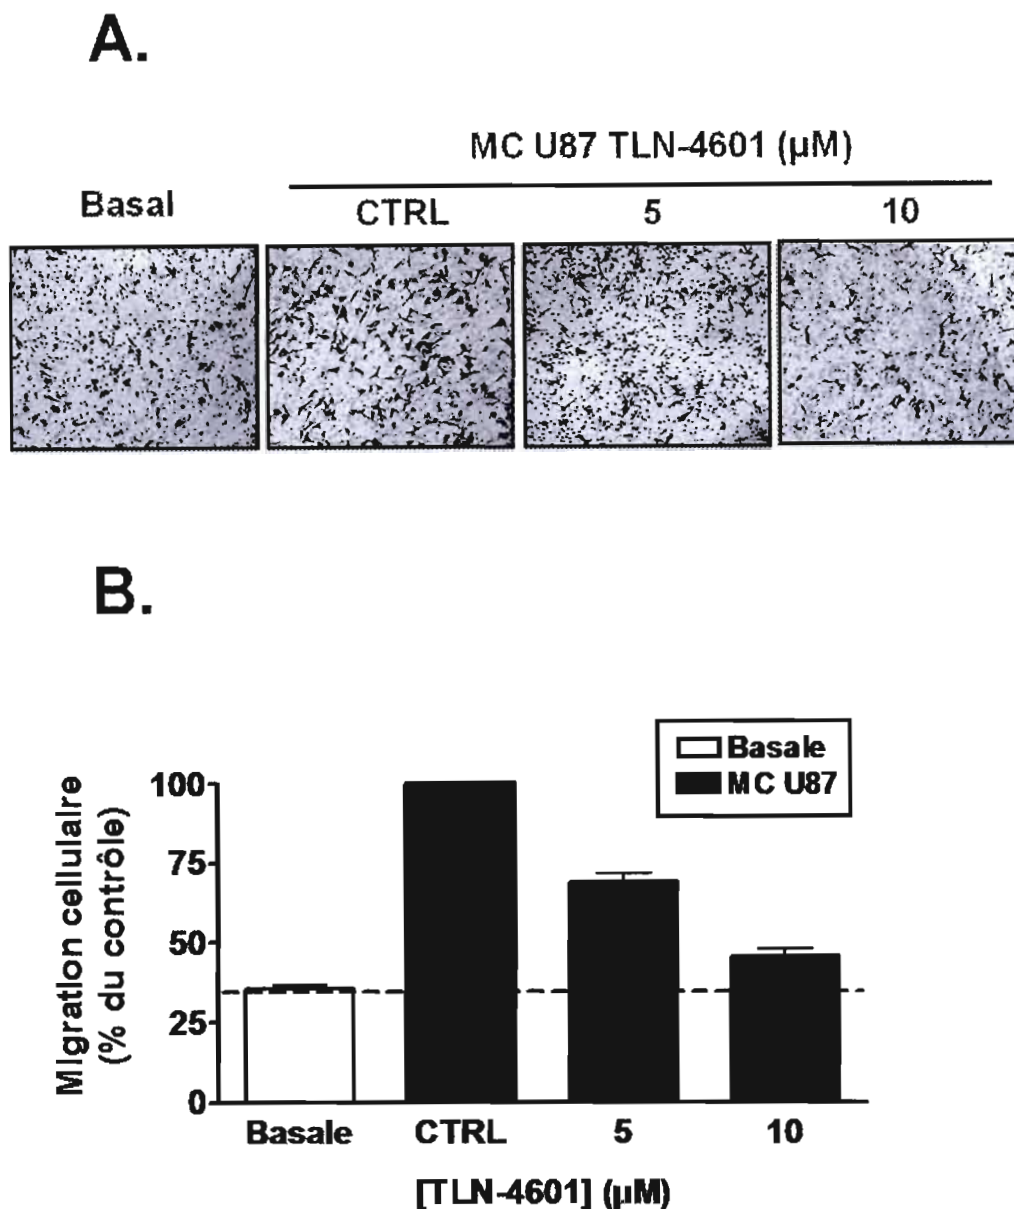 A.
MC U87 TLN-4601 (µM)
Basal
CTRL
5
10
B.
Basale
MC U87
Migration cellulaire
(% du contrôle)
100
75
50
25
0
Basale
CTRL
5
10
[TLN-4601] (µM)